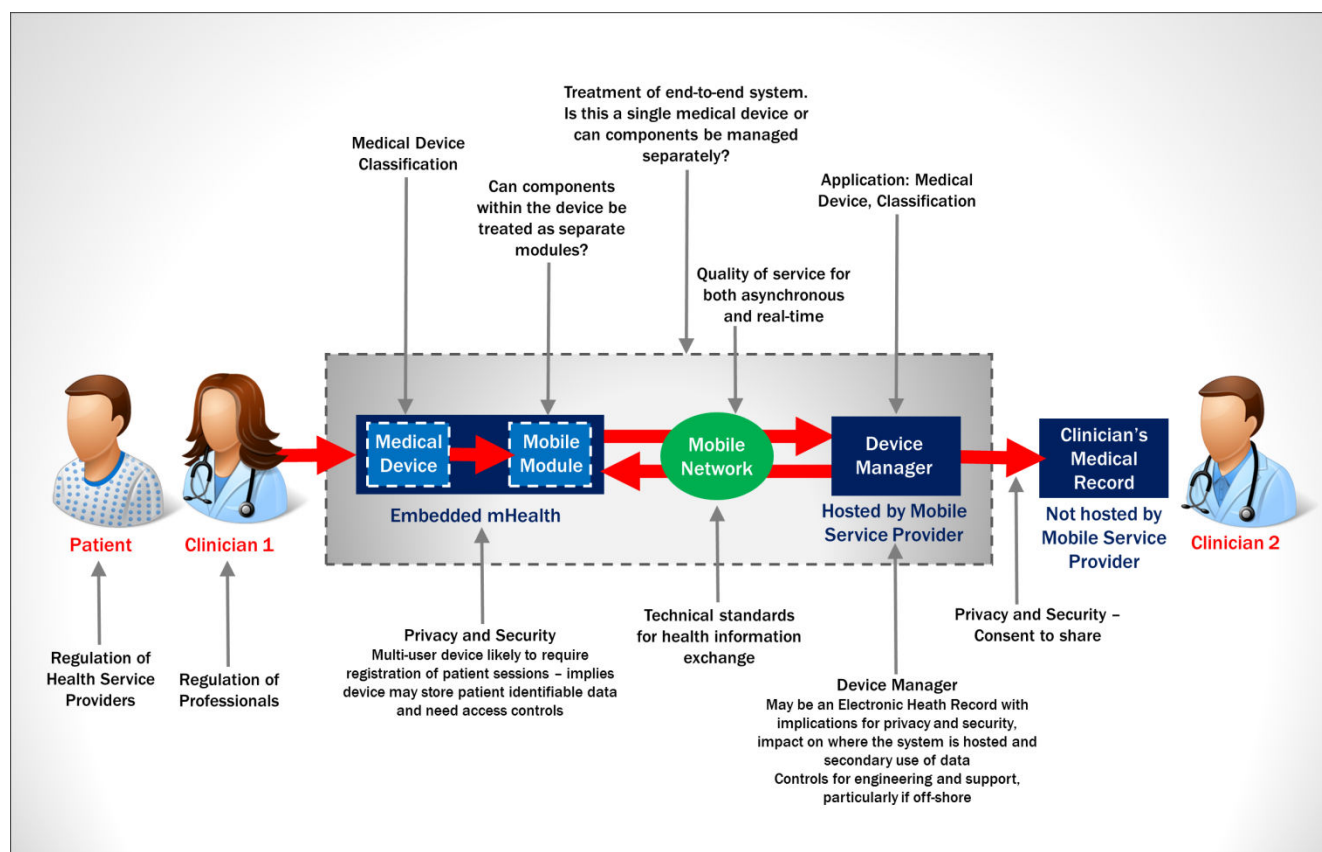 Treatment of end-to-end system.
Is this a single medical device or
can components be managed
separately?
Medical Device
Classification
Can components
within the device be
treated as separate
modules?
Application: Medical
Device, Classification
Quality of service for
both asynchronous
and real-time
Medical
Device
Mobile
Module
Embedded mHealth
Mobile
Network
Device
Manager
Hosted by Mobile
Service Provider
Clinician's
Medical
Record
Not hosted by
Mobile Service
Provider
Patient
Clinician 1
Clinician 2
Regulation of
Health Service
Providers
Regulation of
Professionals
Privacy and Security
Multi-user device likely to require
registration of patient sessions – implies
device may store patient identifiable data
and need access controls
Technical standards
for health information
exchange
Privacy and Security –
Consent to share
Device Manager
May be an Electronic Heath Record with
implications for privacy and security,
impact on where the system is hosted and
secondary use of data
Controls for engineering and support,
particularly if off-shore